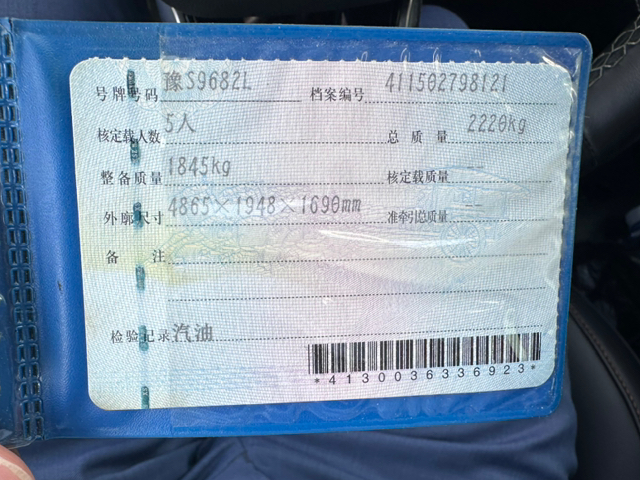 号牌号码 豫S9682L 档案编号 411502798121
核定载人数 5人 总质量 2220kg
整备质量 1845kg 核定载质量 --
外廓尺寸 4865×1948×1690mm 准牵引总质量 --
备注
检验记录 汽油
*4130036336923*